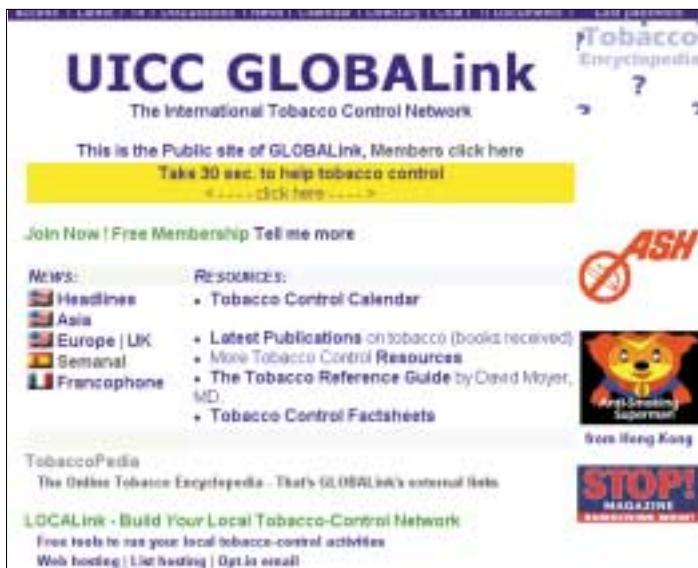 Tobacco
Encyclopedia
?
?
?
?
UICC GLOBALink
The International Tobacco Control Network
This is the Public site of GLOBALink, Members click here
Take 30 sec. to help tobacco control
<---- click here ---->
Join Now ! Free Membership Tell me more
NEWS:
Headlines
Asia
Europe | UK
Semanal
Francophone
RESOURCES:
• Tobacco Control Calendar
• Latest Publications on tobacco (books received)
• More Tobacco Control Resources
• The Tobacco Reference Guide by David Moyer,
MD.
• Tobacco Control Factsheets
ASH
Anti-Smoking
Superman
from Hong Kong
STOP!
MAGAZINE
TobaccoPedia
The Online Tobacco Encyclopedia - That's GLOBALink's external links
LOCALink - Build Your Local Tobacco-Control Network
Free tools to run your local tobacco-control activities
Web hosting | List hosting | Opt in email